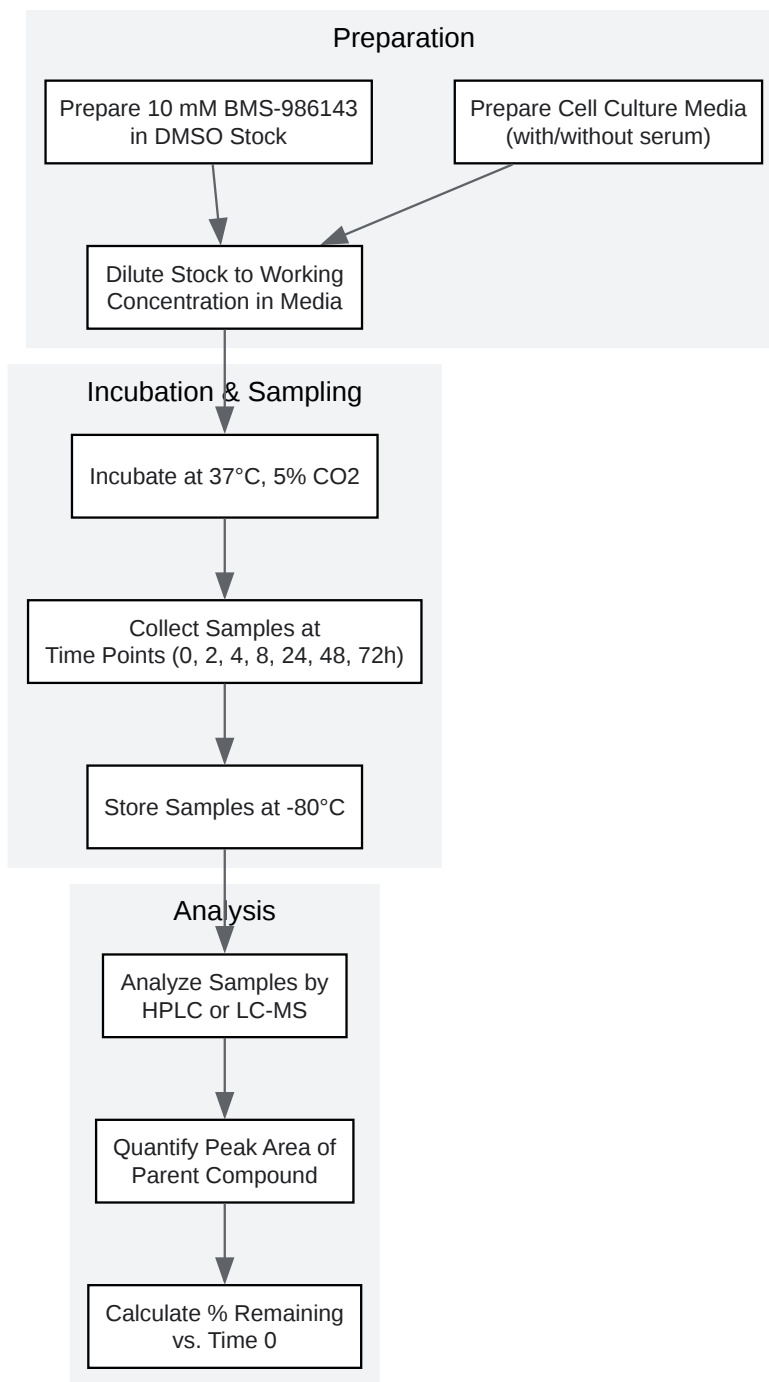 Preparation
Prepare 10 mM BMS-986143
in DMSO Stock
Prepare Cell Culture Media
(with/without serum)
Dilute Stock to Working
Concentration in Media
Incubation & Sampling
Incubate at 37°C, 5% CO2
Collect Samples at
Time Points (0, 2, 4, 8, 24, 48, 72h)
Store Samples at -80°C
Analysis
Analyze Samples by
HPLC or LC-MS
Quantify Peak Area of
Parent Compound
Calculate % Remaining
vs. Time 0